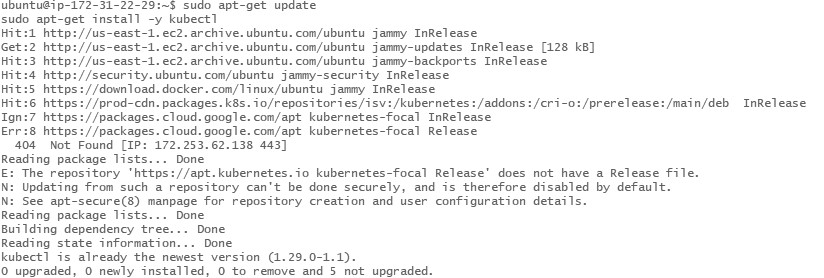 ubuntu@ip-172-31-22-29:~$ sudo apt-get update
sudo apt-get install -y kubectl
Hit:1 http://us-east-1.ec2.archive.ubuntu.com/ubuntu jammy InRelease
Get:2 http://us-east-1.ec2.archive.ubuntu.com/ubuntu jammy-updates InRelease [128 kB]
Hit:3 http://us-east-1.ec2.archive.ubuntu.com/ubuntu jammy-backports InRelease
Hit:4 http://security.ubuntu.com/ubuntu jammy-security InRelease
Hit:5 https://download.docker.com/linux/ubuntu jammy InRelease
Hit:6 https://prod-cdn.packages.k8s.io/repositories/isv:/kubernetes:/addons:/cri-o:/prerelease:/main/deb  InRelease
Ign:7 https://packages.cloud.google.com/apt kubernetes-focal InRelease
Err:8 https://packages.cloud.google.com/apt kubernetes-focal Release
  404  Not Found [IP: 172.253.62.138 443]
Reading package lists... Done
E: The repository 'https://apt.kubernetes.io kubernetes-focal Release' does not have a Release file.
N: Updating from such a repository can't be done securely, and is therefore disabled by default.
N: See apt-secure(8) manpage for repository creation and user configuration details.
Reading package lists... Done
Building dependency tree... Done
Reading state information... Done
kubectl is already the newest version (1.29.0-1.1).
0 upgraded, 0 newly installed, 0 to remove and 5 not upgraded.